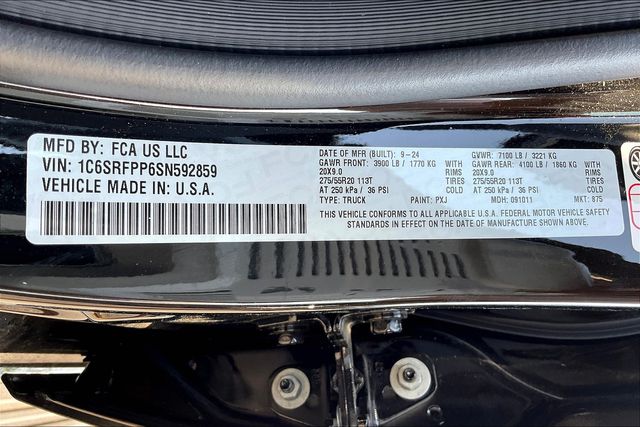 MFD BY: FCA US LLC
VIN: 1C6SRFPP6SN592859
VEHICLE MADE IN: U.S.A.
DATE OF MFR (BUILT): 9-24 GVWR: 7100 LB / 3221 KG
GAWR FRONT: 3900 LB / 1770 KG WITH GAWR REAR: 4100 LB / 1860 KG WITH
20X9.0 RIMS 20X9.0 RIMS
275/55R20 113T TIRES 275/55R20 113T TIRES
AT 250 kPa / 36 PSI AT 250 kPa / 36 PSI
TYPE: TRUCK PAINT: PXJ MDH: 091011 MKT: 875
THIS VEHICLE CONFORMS TO ALL APPLICABLE U.S.A. FEDERAL MOTOR VEHICLE SAFETY
STANDARDS IN EFFECT ON THE DATE OF MANUFACTURE SHOWN ABOVE.